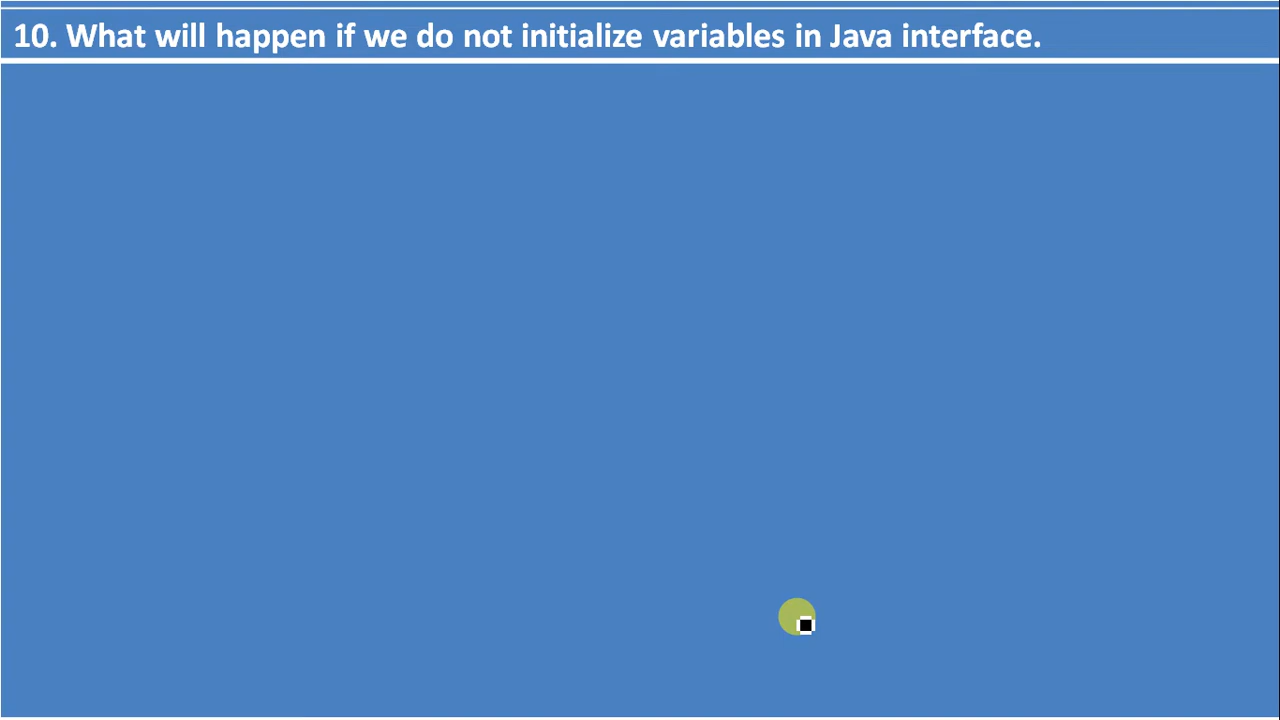 10. What will happen if we do not initialize variables in Java interface.